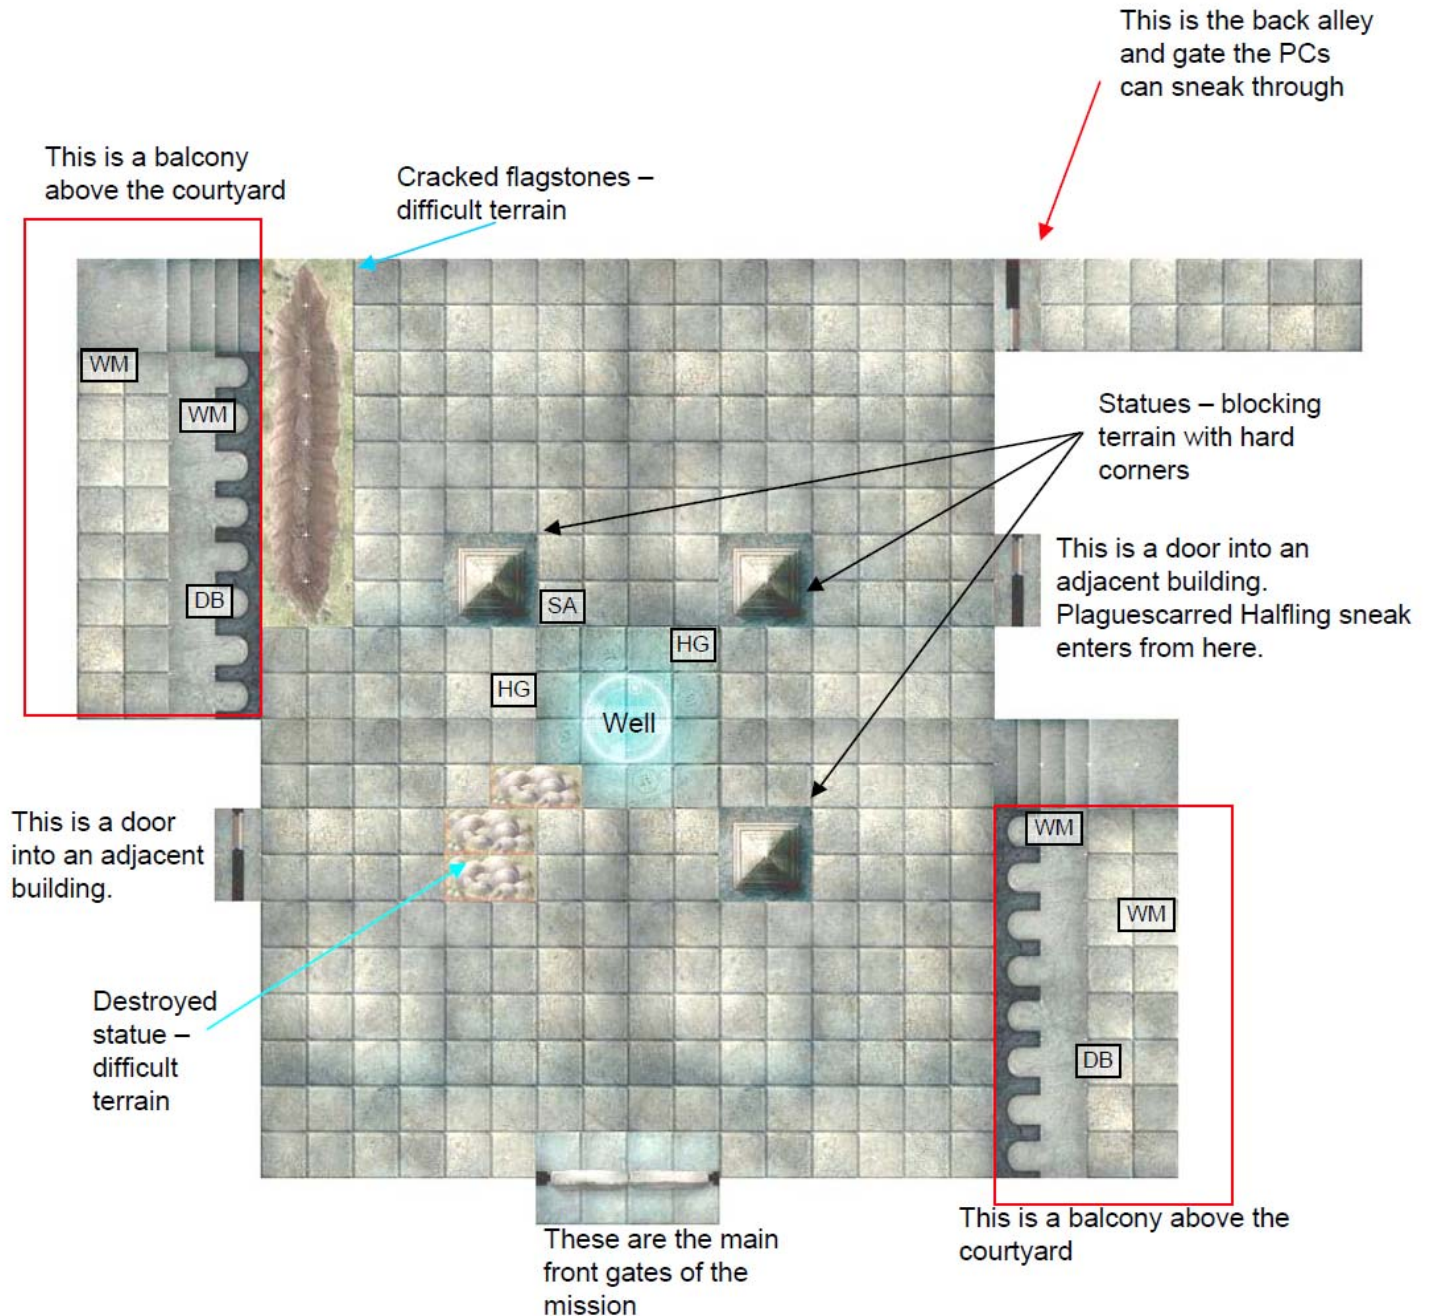 This is the back alley
and gate the PCs
can sneak through
This is a balcony
above the courtyard
Cracked flagstones –
difficult terrain
WM
WM
DB
Statues – blocking
terrain with hard
corners
SA
HG
HG
Well
This is a door into an
adjacent building.
Plaguescarred Halfling sneak
enters from here.
This is a door
into an adjacent
building.
WM
WM
DB
Destroyed
statue –
difficult
terrain
These are the main
front gates of the
mission
This is a balcony above the
courtyard